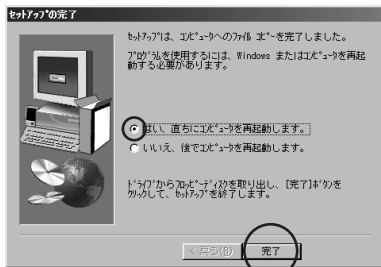 ｾｯﾄｱｯﾌﾟの完了
ｾｯﾄｱｯﾌﾟは、ｺﾝﾋﾟｭｰﾀへのﾌｧｲﾙ ｺﾋﾟｰを完了しました。
ﾌﾟﾛｸﾞﾗﾑを使用するには、Windows またはｺﾝﾋﾟｭｰﾀを再起
動する必要があります。
はい、直ちにｺﾝﾋﾟｭｰﾀを再起動します。
いいえ、後でｺﾝﾋﾟｭｰﾀを再起動します。
ﾄﾞﾗｲﾌﾞからﾌﾛｯﾋﾟｰﾃﾞｨｽｸを取り出し、[完了]ﾎﾞﾀﾝを
ｸﾘｯｸして、ｾｯﾄｱｯﾌﾟを終了します。
< 戻る(B)
完了